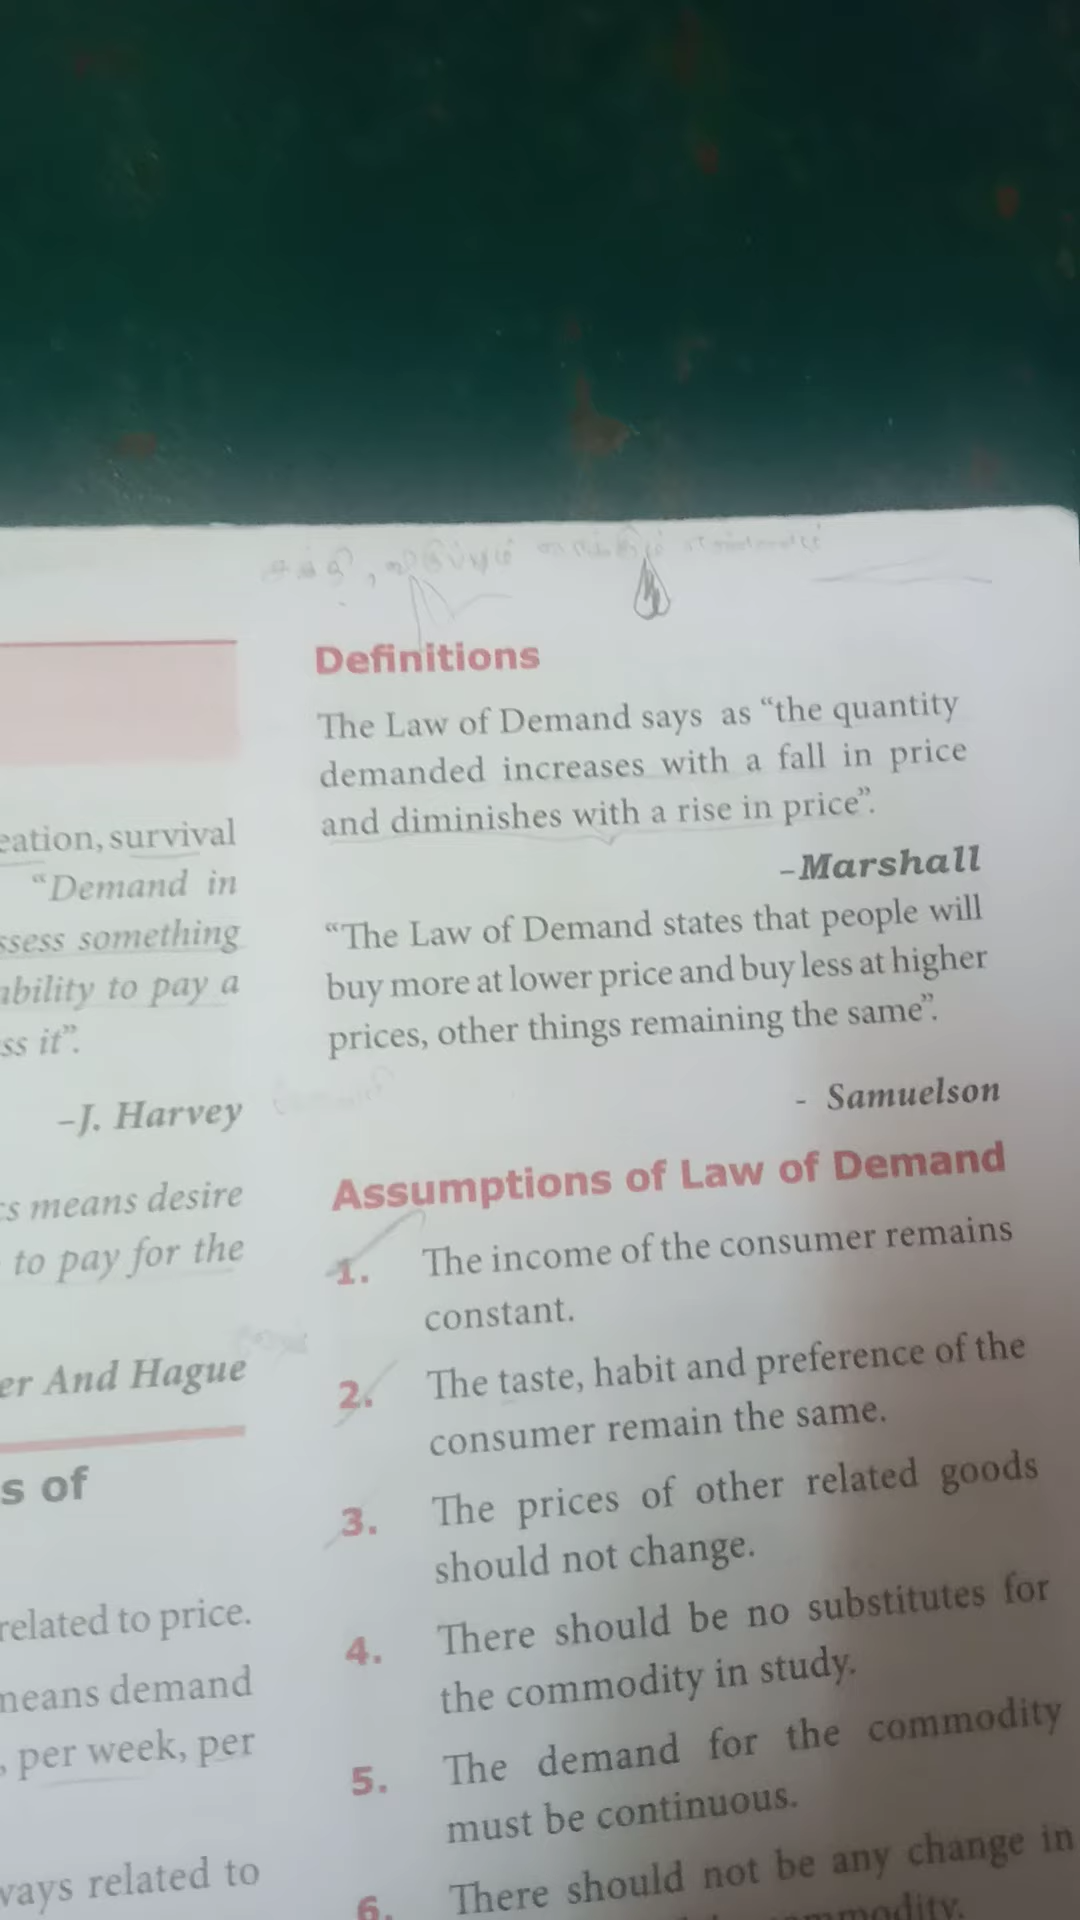 eation, survival
"Demand in
ssess something
ability to pay a
ss it".
–J. Harvey
s means desire
to pay for the
er And Hague
s of
related to price.
means demand
, per week, per
ways related to
Definitions
The Law of Demand says as "the quantity
demanded increases with a fall in price
and diminishes with a rise in price".
–Marshall
"The Law of Demand states that people will
buy more at lower price and buy less at higher
prices, other things remaining the same".
- Samuelson
Assumptions of Law of Demand
1. The income of the consumer remains
constant.
2. The taste, habit and preference of the
consumer remain the same.
3. The prices of other related goods
should not change.
4. There should be no substitutes for
the commodity in study.
5. The demand for the commodity
must be continuous.
6. There should not be any change in
commodity.